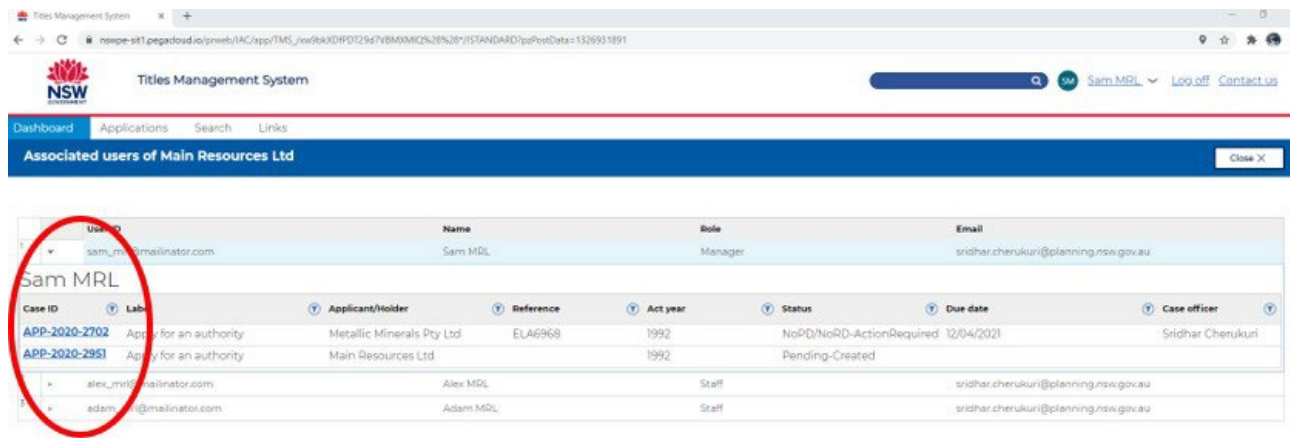 Titles Management System
nswpe-sit1.pegacloud.io/prweb/IAC/app/TMS_/xw9bkXDfPDT29d7VBMXMIQ%28%28*/!STANDARD?pzPostData=1326931891
NSW
GOVERNMENT
Titles Management System
SM Sam MRL Log off Contact us
Dashboard Applications Search Links
Associated users of Main Resources Ltd
Close X
User ID Name Role Email
1 sam_mrl@mailinator.com Sam MRL Manager sridhar.cherukuri@planning.nsw.gov.au
Sam MRL
Case ID Label Applicant/Holder Reference Act year Status Due date Case officer
APP-2020-2702 Apply for an authority Metallic Minerals Pty Ltd ELA6968 1992 NoPD/NoRD-ActionRequired 12/04/2021 Sridhar Cherukuri
APP-2020-2951 Apply for an authority Main Resources Ltd 1992 Pending-Created
alex_mrl@mailinator.com Alex MRL Staff sridhar.cherukuri@planning.nsw.gov.au
3 adam_mrl@mailinator.com Adam MRL Staff sridhar.cherukuri@planning.nsw.gov.au